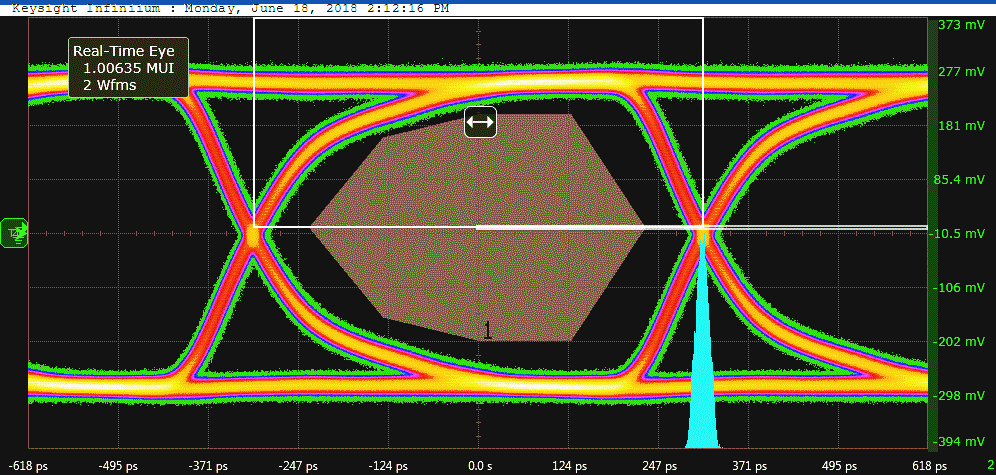 Keysight Infiniium : Monday, June 18, 2018 2:12:16 PM
Real-Time Eye
1.00635 MUI
2 Wfms
373 mV
277 mV
181 mV
85.4 mV
-10.5 mV
-106 mV
-202 mV
-298 mV
-394 mV
1
-618 ps -495 ps -371 ps -247 ps -124 ps 0.0 s 124 ps 247 ps 371 ps 495 ps 618 ps 2